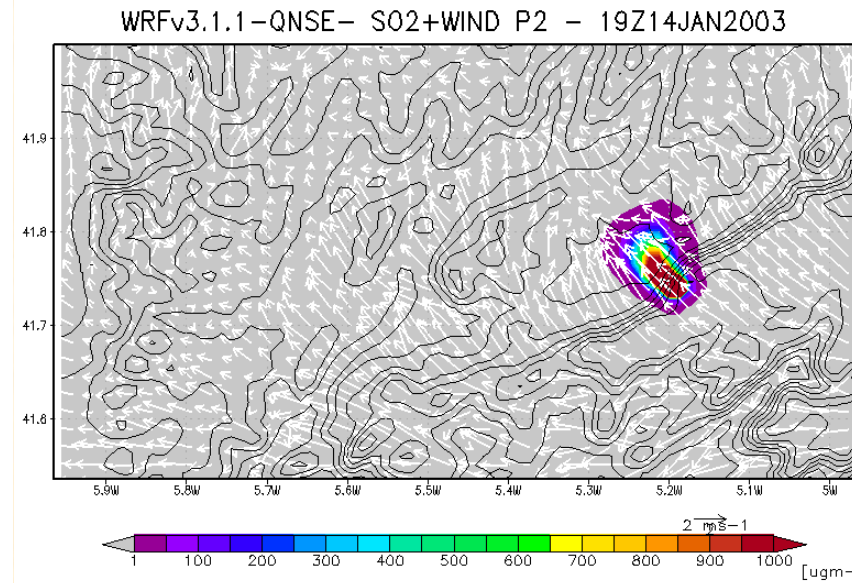 WRFv3.1.1-QNSE- SO2+WIND P2 - 19Z14JAN2003
41.9
41.8
41.7
41.6
5.9W 5.8W 5.7W 5.6W 5.5W 5.4W 5.3W 5.2W 5.1W 5W
2 ms-1
1 100 200 300 400 500 600 700 800 900 1000
[ugm-